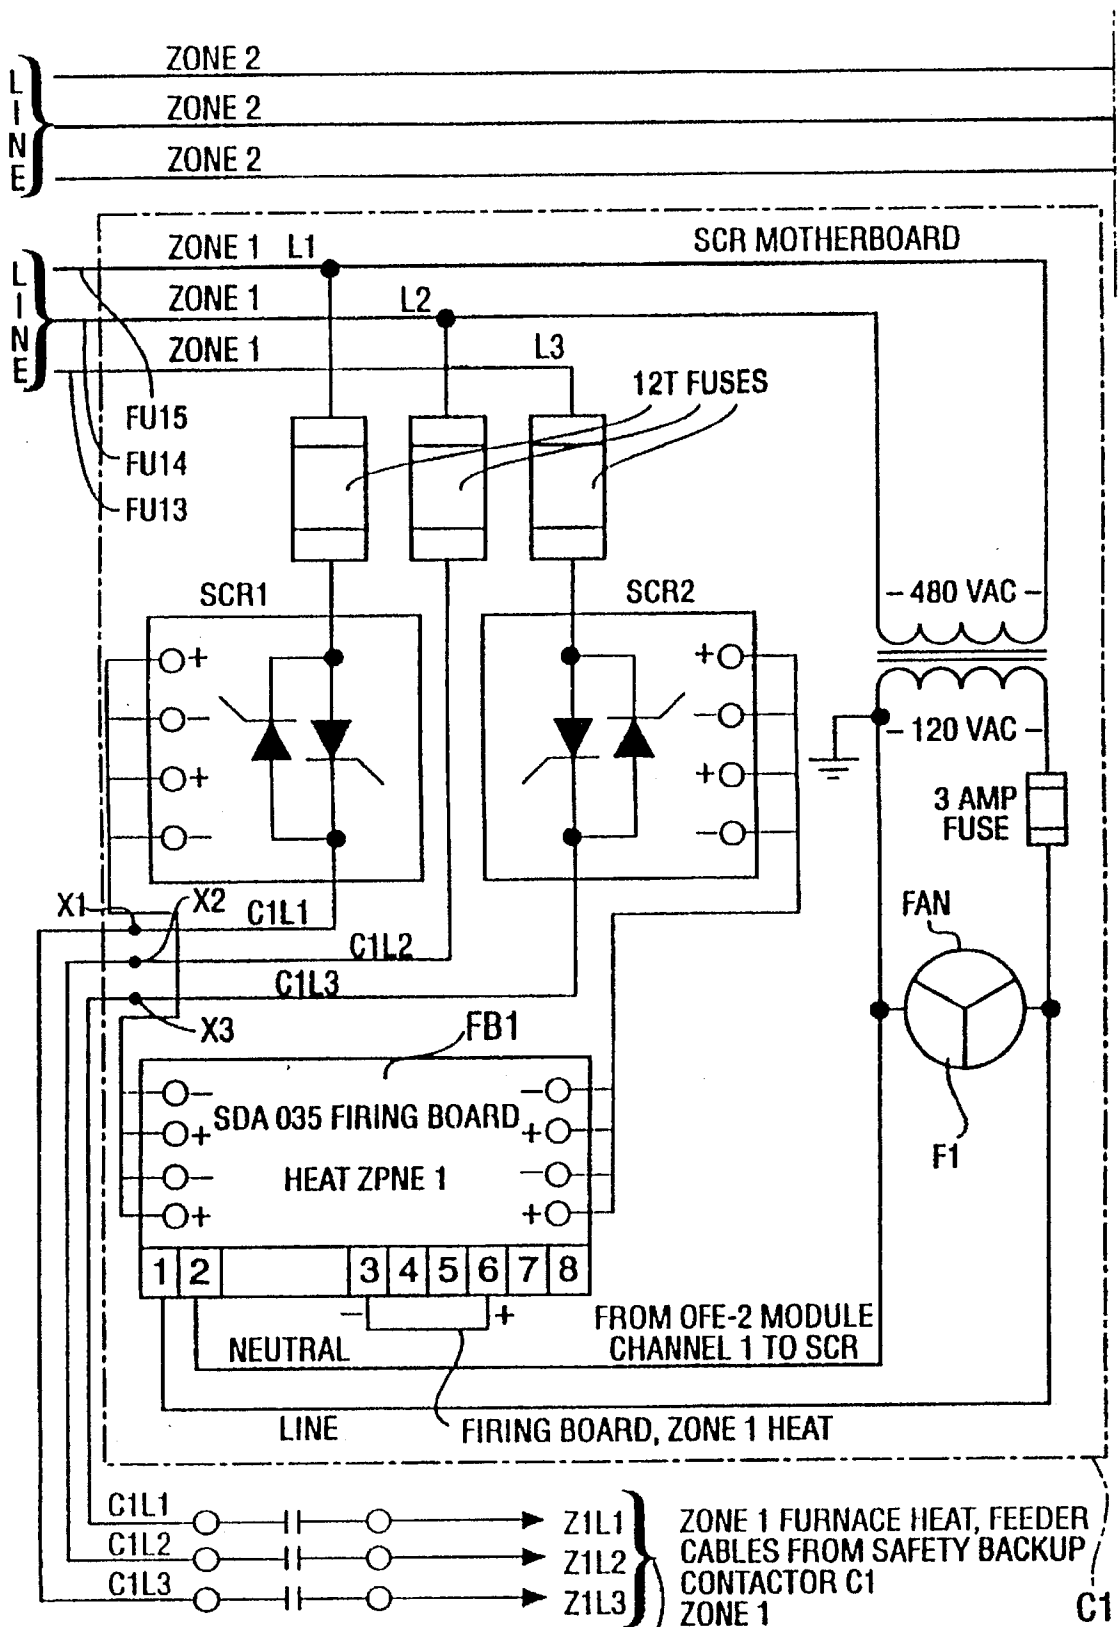 ZONE 2
ZONE 2
ZONE 2
LINE
ZONE 1 L1
SCR MOTHERBOARD
ZONE 1
L2
ZONE 1
L3
LINE
12T FUSES
FU15
FU14
FU13
SCR1
SCR2
- 480 VAC -
+
-
+
-
+
-
+
-
- 120 VAC -
3 AMP
FUSE
X1
X2
C1L1
FAN
C1L2
C1L3
X3
FB1
F1
-
+
-
+
SDA 035 FIRING BOARD
HEAT ZPNE 1
-
+
-
+
1 2 3 4 5 6 7 8
- +
FROM OFE-2 MODULE
CHANNEL 1 TO SCR
NEUTRAL
LINE
FIRING BOARD, ZONE 1 HEAT
C1L1
Z1L1
C1L2
Z1L2
C1L3
Z1L3
ZONE 1 FURNACE HEAT, FEEDER
CABLES FROM SAFETY BACKUP
CONTACTOR C1
ZONE 1
C1